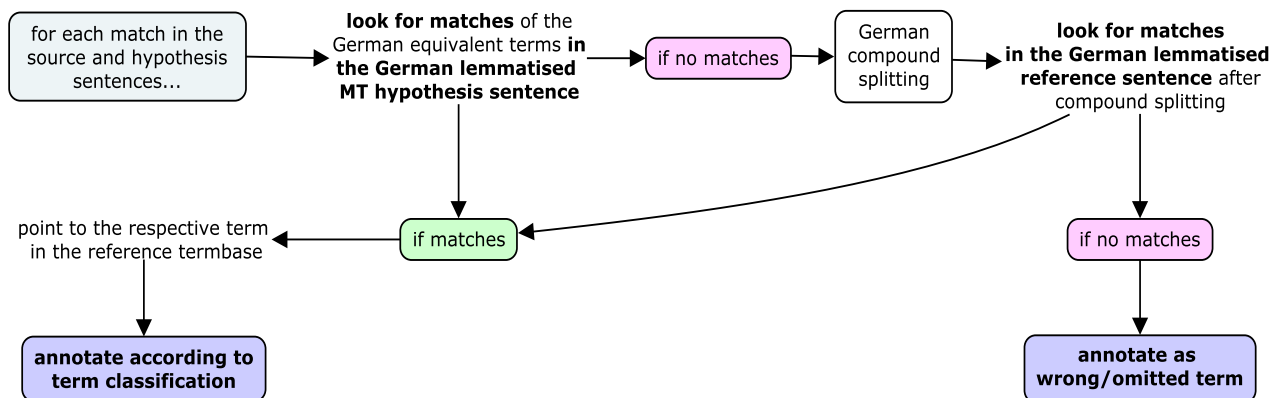 for each match in the
source and hypothesis
sentences...
look for matches of the
German equivalent terms in
the German lemmatised
MT hypothesis sentence
if no matches
German
compound
splitting
look for matches
in the German lemmatised
reference sentence after
compound splitting
point to the respective term
in the reference termbase
if matches
if no matches
annotate according to
term classification
annotate as
wrong/omitted term